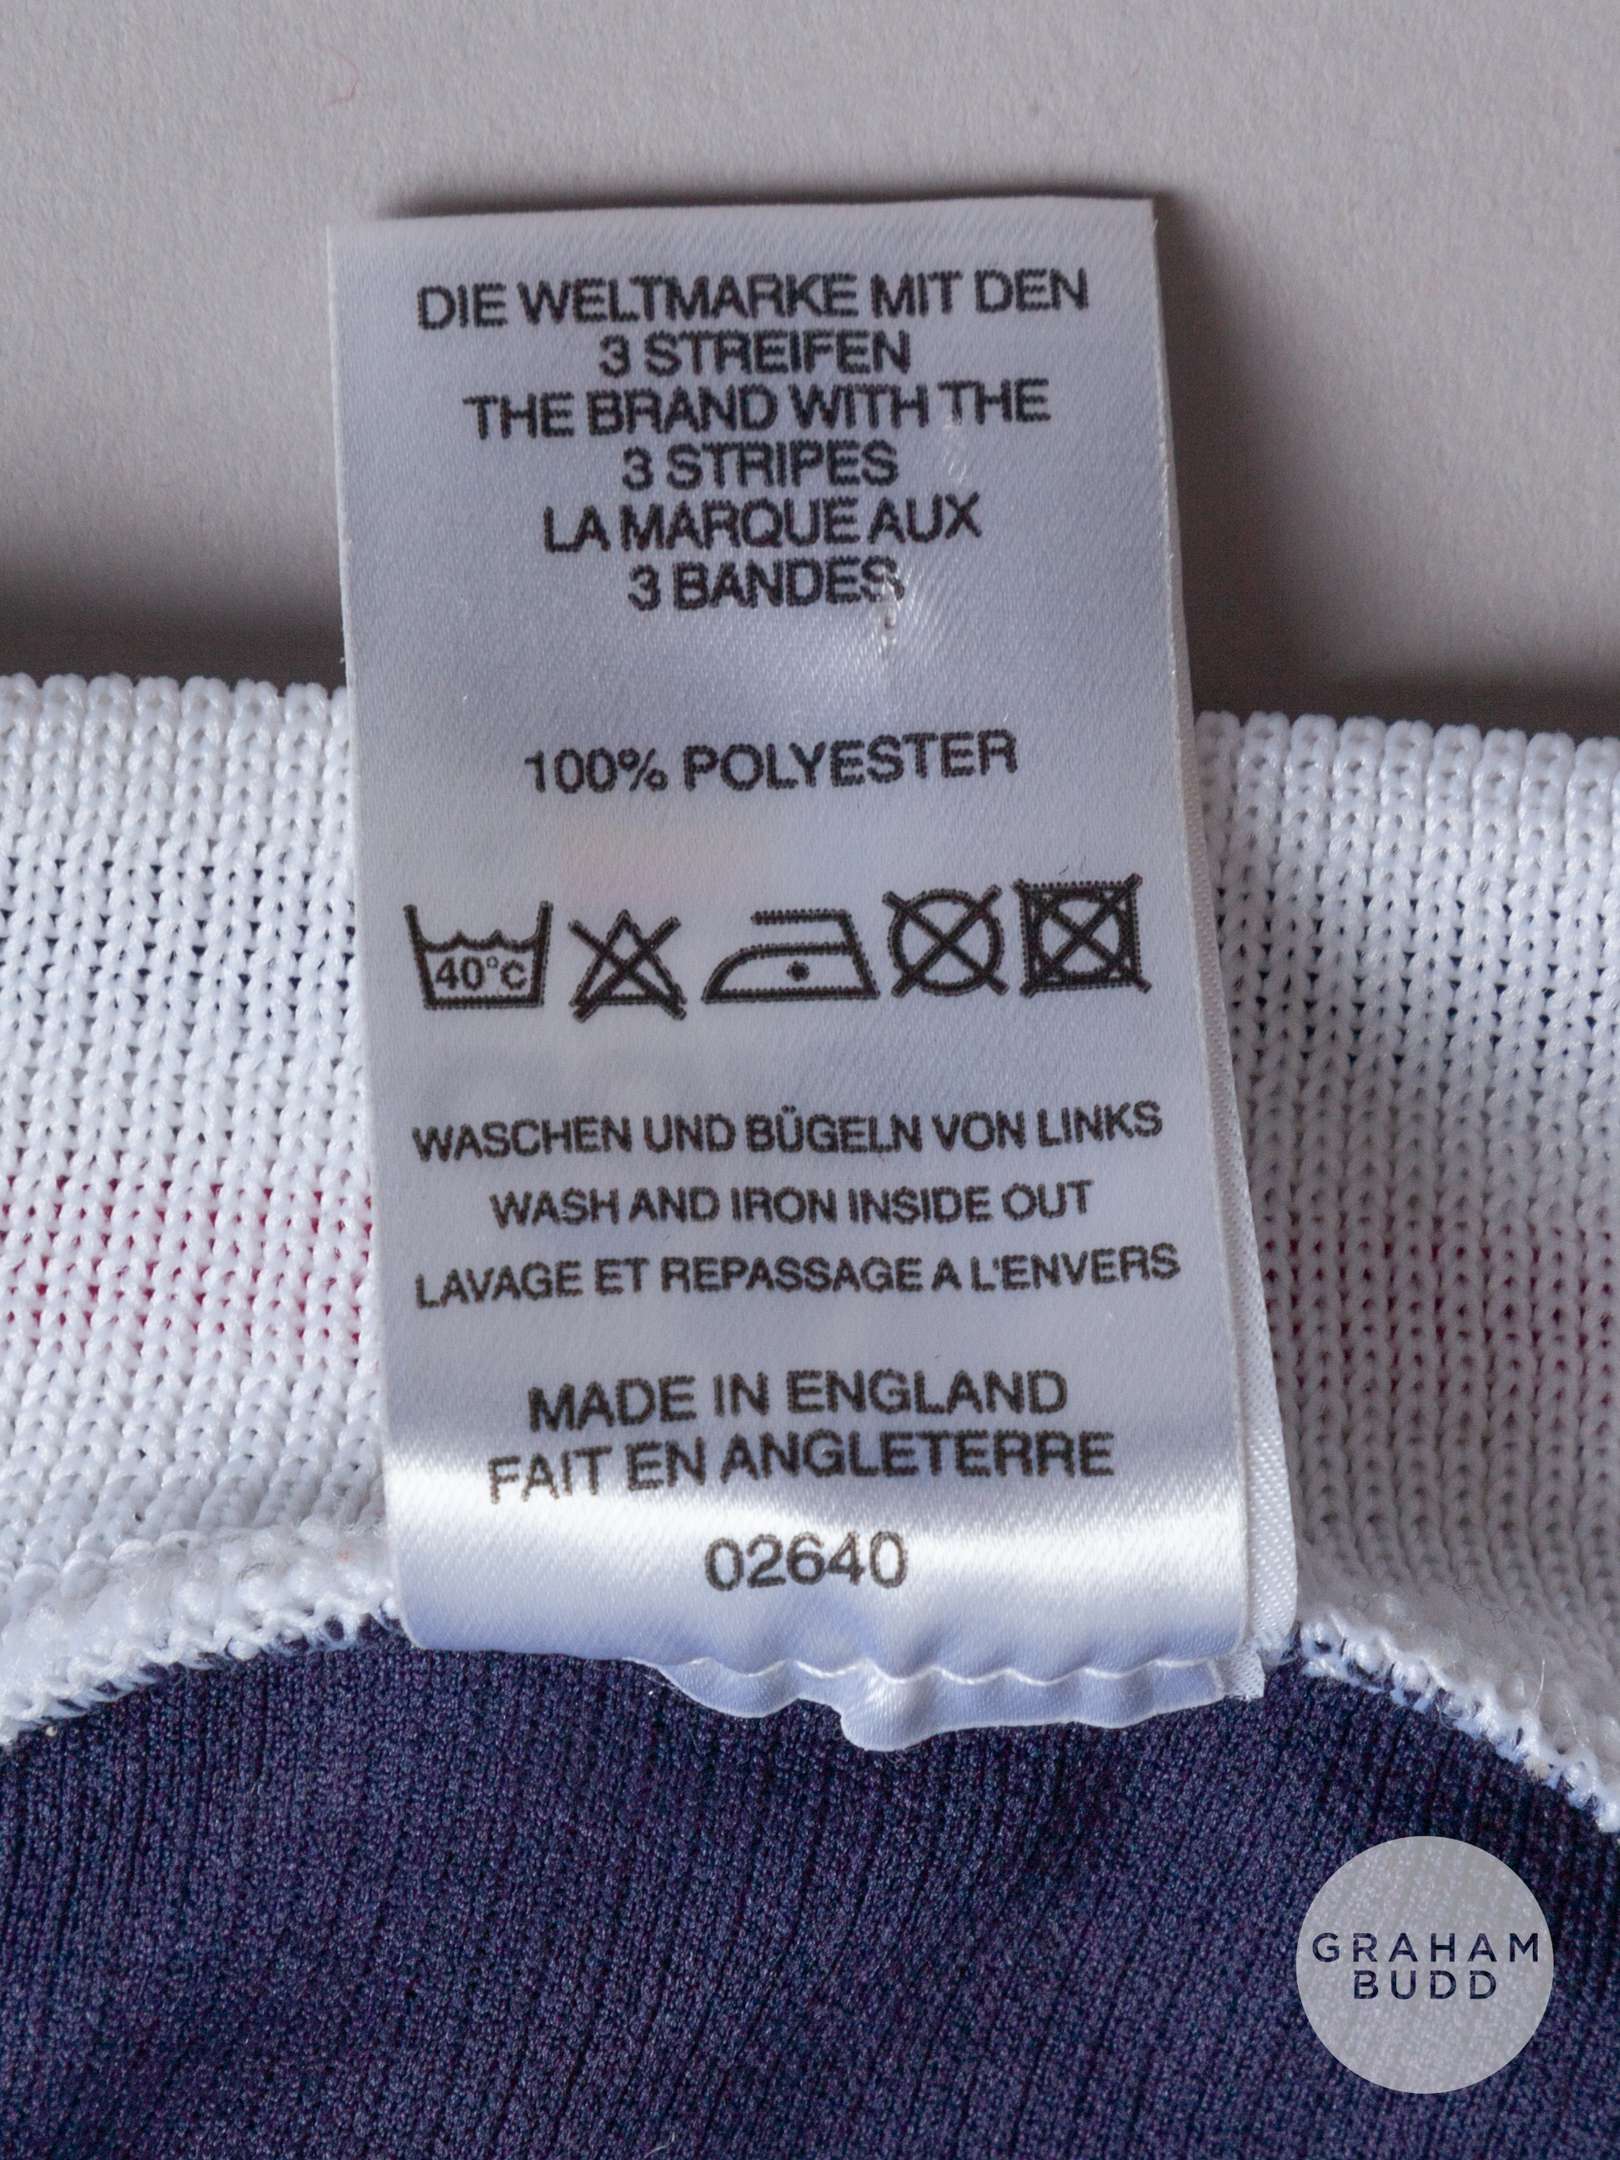 DIE WELTMARKE MIT DEN
3 STREIFEN
THE BRAND WITH THE
3 STRIPES
LA MARQUE AUX
3 BANDES
100% POLYESTER
40°C
WASCHEN UND BÜGELN VON LINKS
WASH AND IRON INSIDE OUT
LAVAGE ET REPASSAGE A L'ENVERS
MADE IN ENGLAND
FAIT EN ANGLETERRE
02640
GRAHAM
BUDD